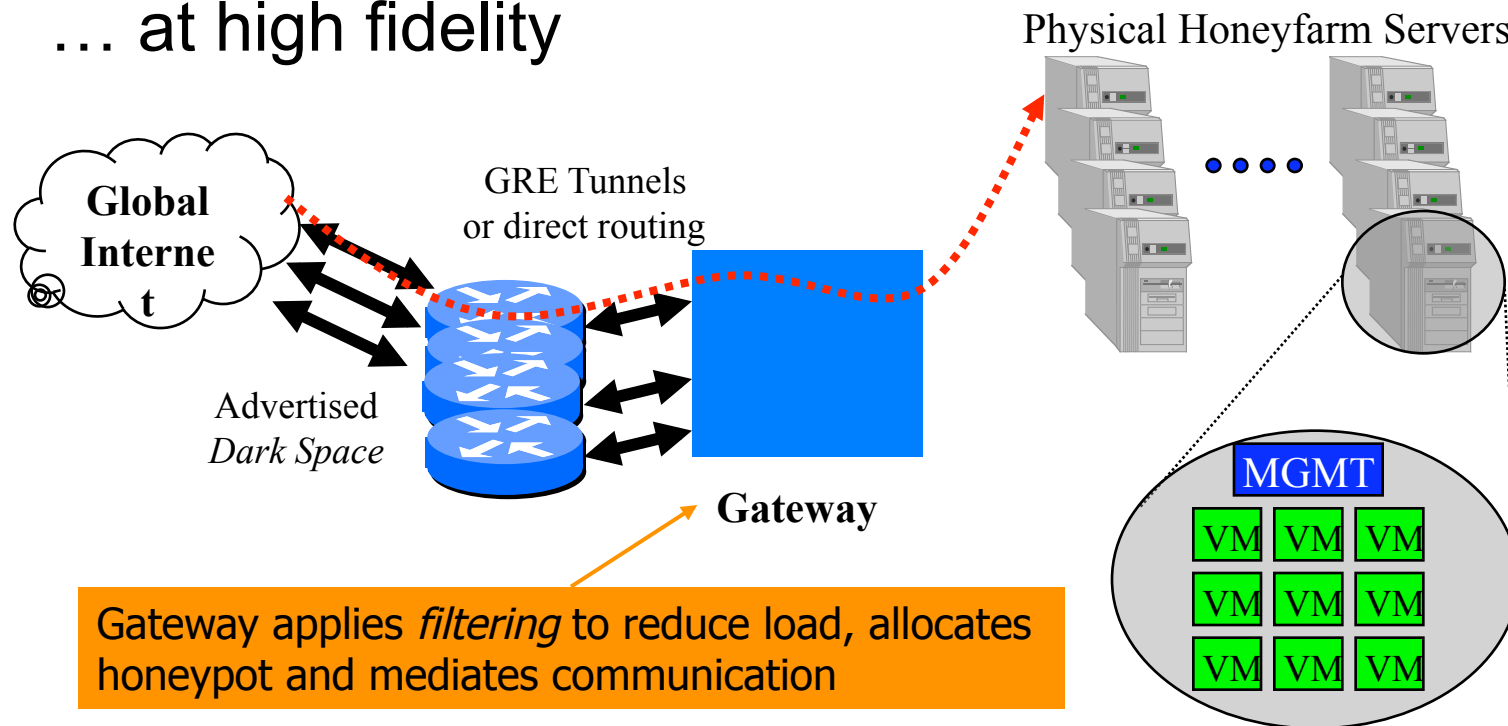 … at high fidelity
Physical Honeyfarm Servers
Global
Interne
t
GRE Tunnels
or direct routing
Advertised
Dark Space
Gateway
Gateway applies filtering to reduce load, allocates
honeypot and mediates communication
MGMT
VM VM VM
VM VM VM
VM VM VM